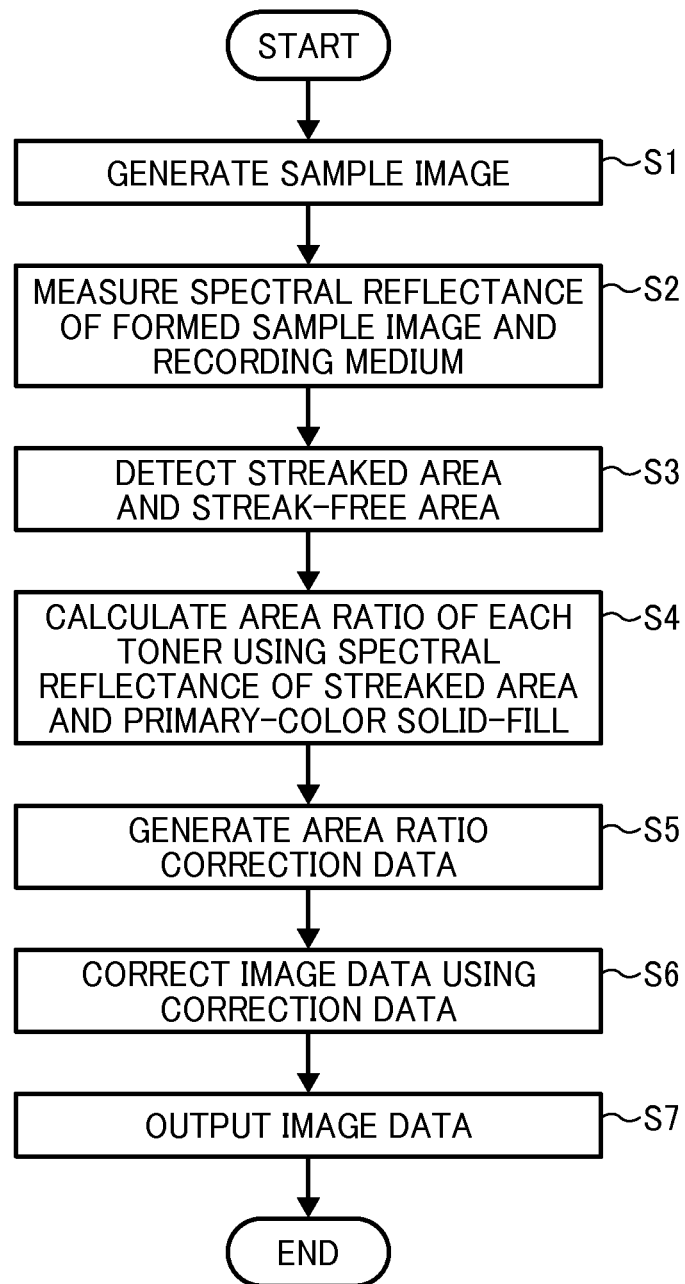 START
GENERATE SAMPLE IMAGE
S1
MEASURE SPECTRAL REFLECTANCE
OF FORMED SAMPLE IMAGE AND
RECORDING MEDIUM
S2
DETECT STREAKED AREA
AND STREAK-FREE AREA
S3
CALCULATE AREA RATIO OF EACH
TONER USING SPECTRAL
REFLECTANCE OF STREAKED AREA
AND PRIMARY-COLOR SOLID-FILL
S4
GENERATE AREA RATIO
CORRECTION DATA
S5
CORRECT IMAGE DATA USING
CORRECTION DATA
S6
OUTPUT IMAGE DATA
S7
END